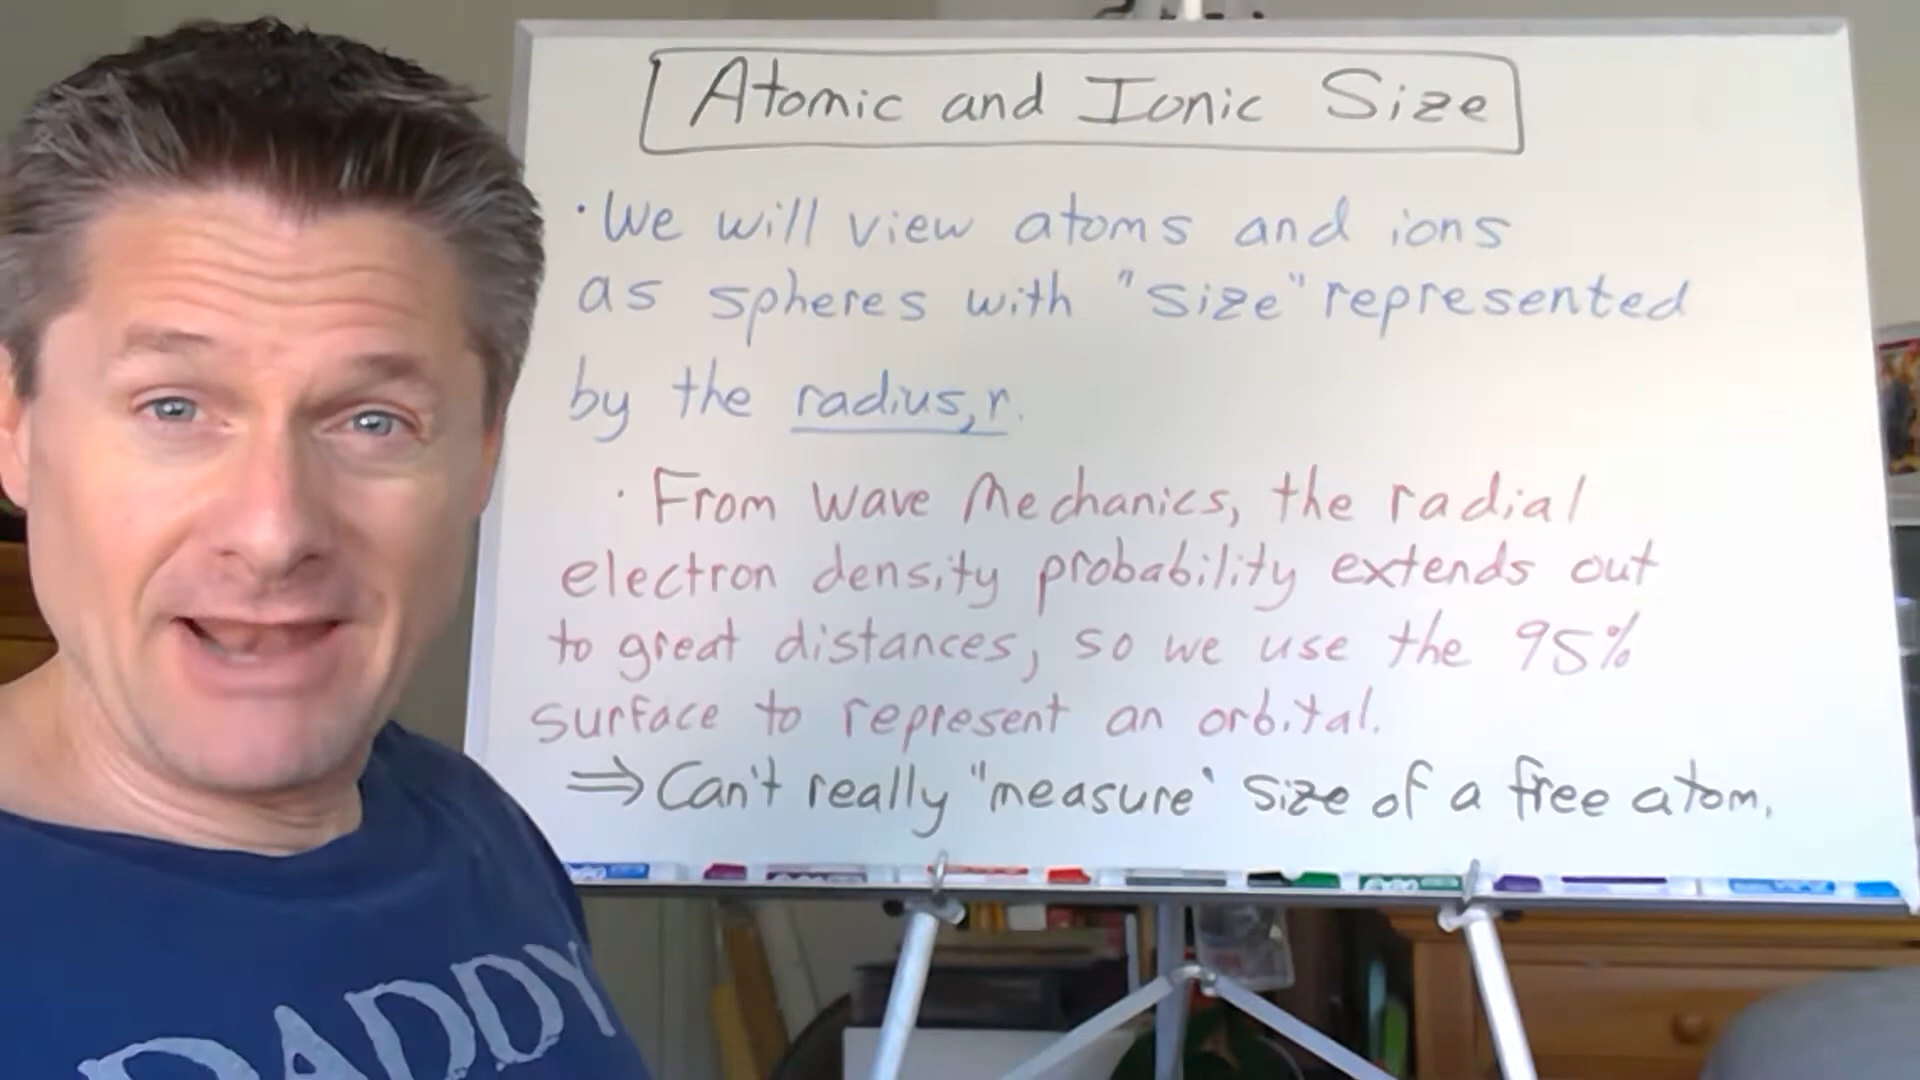 Atomic and Ionic Size
• We will view atoms and ions
as spheres with "size" represented
by the radius, r.
• From Wave Mechanics, the radial
electron density probability extends out
to great distances, so we use the 95%
surface to represent an orbital.
⇒ Can't really "measure" size of a free atom.
DADDY